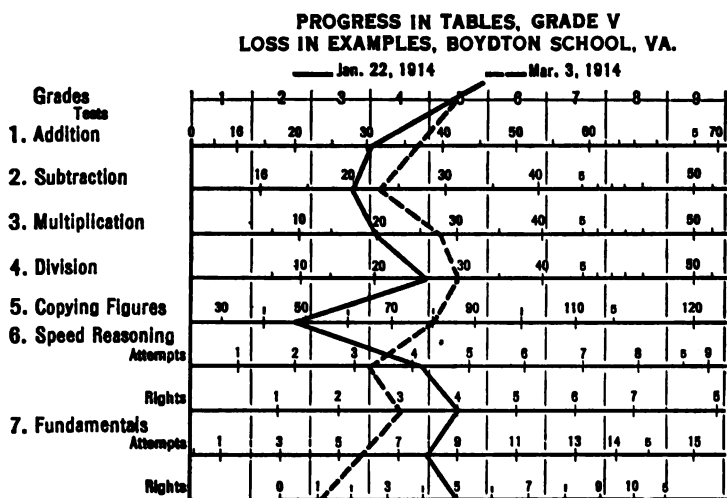 PROGRESS IN TABLES, GRADE V
LOSS IN EXAMPLES, BOYDTON SCHOOL, VA.
Jan. 22, 1914 Mar. 3, 1914
Grades 1 2 3 4 5 6 7 8 9
Tests
1. Addition 0 16 20 30 40 50 60 5 70
2. Subtraction 16 20 30 40 5 50
3. Multiplication 10 20 30 40 5 50
4. Division 10 20 30 40 5 50
5. Copying Figures 30 50 70 90 110 5 120
6. Speed Reasoning
Attempts 1 2 3 4 5 6 7 8 5 9
Rights 1 2 3 4 5 6 7 5
7. Fundamentals
Attempts 1 3 5 7 9 11 13 14 5 15
Rights 0 1 3 5 7 9 10 5